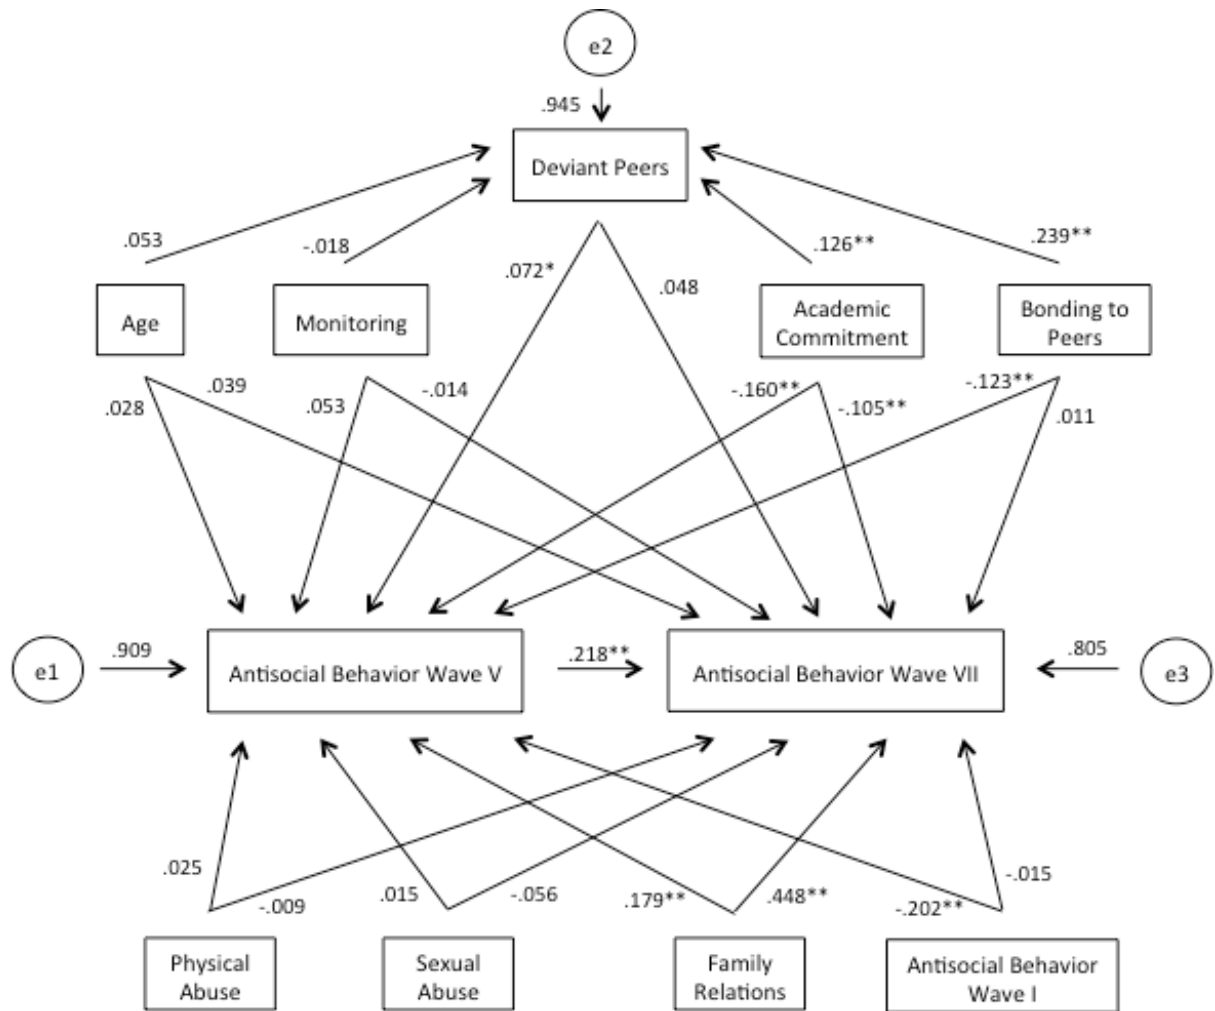 e2
.945
Deviant Peers
.053
-.018
.126**
.239**
.072*
.048
Age
Monitoring
Academic
Commitment
Bonding to
Peers
.039
-.014
-.160**
-.123**
.028
.053
-.105**
.011
e1
.909
Antisocial Behavior Wave V
.218**
Antisocial Behavior Wave VII
.805
e3
.025
-.009
.015
-.056
.179**
.448**
-.202**
-.015
Physical
Abuse
Sexual
Abuse
Family
Relations
Antisocial Behavior
Wave I